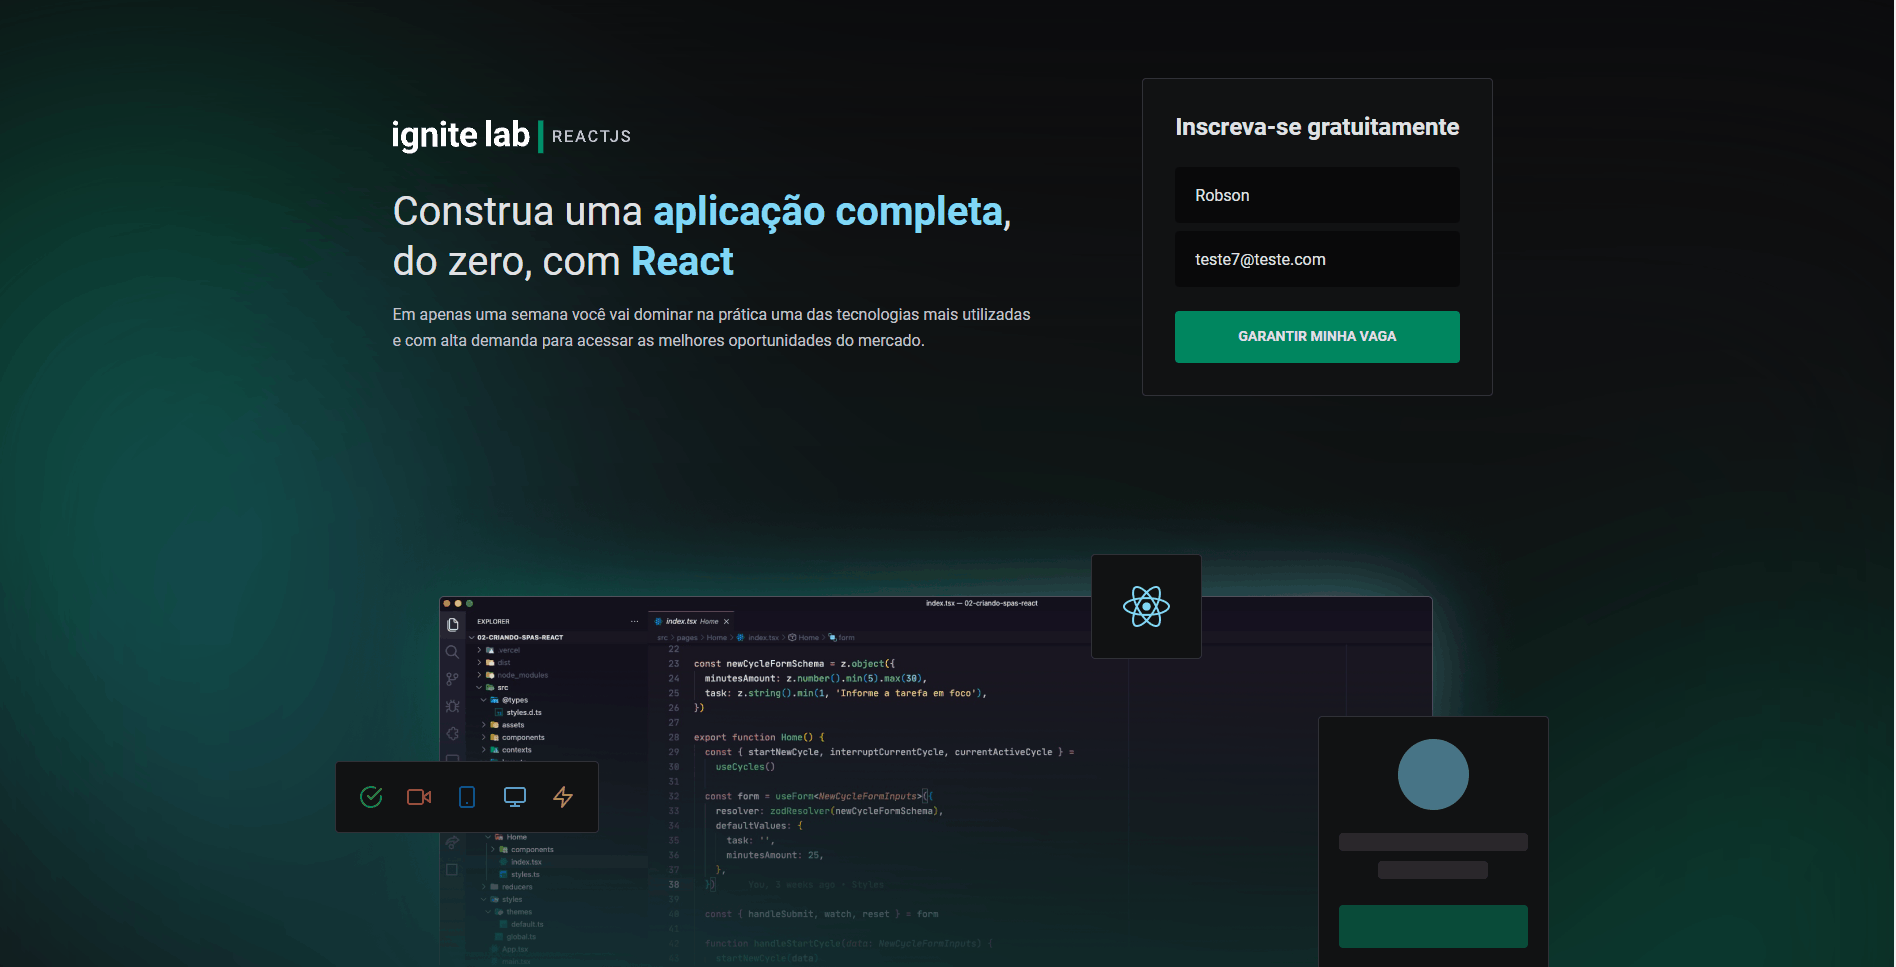 ignite lab | REACTJS
Construa uma aplicação completa,
do zero, com React
Em apenas uma semana você vai dominar na prática uma das tecnologias mais utilizadas
e com alta demanda para acessar as melhores oportunidades do mercado.
Inscreva-se gratuitamente
Robson
teste7@teste.com
GARANTIR MINHA VAGA
index.tsx — 02-criando-spas-react
EXPLORER ...
02-CRIANDO-SPAS-REACT
.vercel
dist
node_modules
src
@types
styles.d.ts
assets
components
contexts
Home
components
index.tsx
styles.ts
reducers
styles
themes
default.ts
global.ts
App.tsx
main.tsx
index.tsx Home ×
src > pages > Home > index.tsx > Home > form
22
23 const newCycleFormSchema = z.object({
24 minutesAmount: z.number().min(5).max(30),
25 task: z.string().min(1, 'Informe a tarefa em foco'),
26 })
27
28 export function Home() {
29 const { startNewCycle, interruptCurrentCycle, currentActiveCycle } =
30 useCycles()
31
32 const form = useForm<NewCycleFormInputs>({
33 resolver: zodResolver(newCycleFormSchema),
34 defaultValues: {
35 task: '',
36 minutesAmount: 25,
37 },
38 }) You, 3 weeks ago • Styles
39
40 const { handleSubmit, watch, reset } = form
41
42 function handleStartCycle(data: NewCycleFormInputs) {
43 startNewCycle(data)